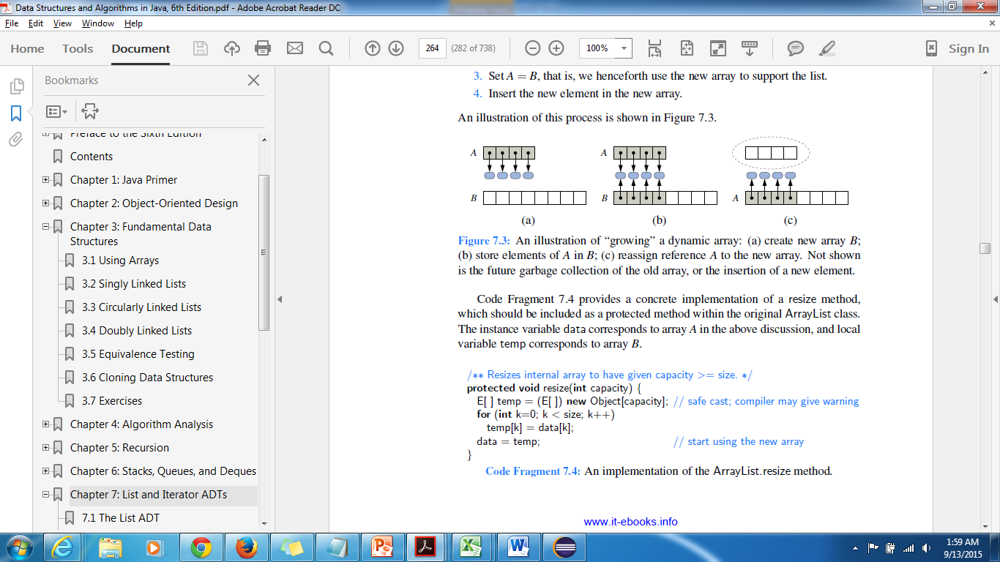 Data Structures and Algorithms in Java, 6th Edition.pdf - Adobe Acrobat Reader DC
File Edit View Window Help
Home Tools Document 264 (282 of 738) 100% Sign In
Bookmarks
Preface to the Sixth Edition
Contents
Chapter 1: Java Primer
Chapter 2: Object-Oriented Design
Chapter 3: Fundamental Data
Structures
3.1 Using Arrays
3.2 Singly Linked Lists
3.3 Circularly Linked Lists
3.4 Doubly Linked Lists
3.5 Equivalence Testing
3.6 Cloning Data Structures
3.7 Exercises
Chapter 4: Algorithm Analysis
Chapter 5: Recursion
Chapter 6: Stacks, Queues, and Deques
Chapter 7: List and Iterator ADTs
7.1 The List ADT
3. Set A = B, that is, we henceforth use the new array to support the list.
4. Insert the new element in the new array.
An illustration of this process is shown in Figure 7.3.
A A
B B A
(a) (b) (c)
Figure 7.3: An illustration of “growing” a dynamic array: (a) create new array B;
(b) store elements of A in B; (c) reassign reference A to the new array. Not shown
is the future garbage collection of the old array, or the insertion of a new element.
Code Fragment 7.4 provides a concrete implementation of a resize method,
which should be included as a protected method within the original ArrayList class.
The instance variable data corresponds to array A in the above discussion, and local
variable temp corresponds to array B.
/** Resizes internal array to have given capacity >= size. */
protected void resize(int capacity) {
E[ ] temp = (E[ ]) new Object[capacity]; // safe cast; compiler may give warning
for (int k=0; k < size; k++)
temp[k] = data[k];
data = temp; // start using the new array
}
Code Fragment 7.4: An implementation of the ArrayList.resize method.
www.it-ebooks.info
1:59 AM
9/13/2015